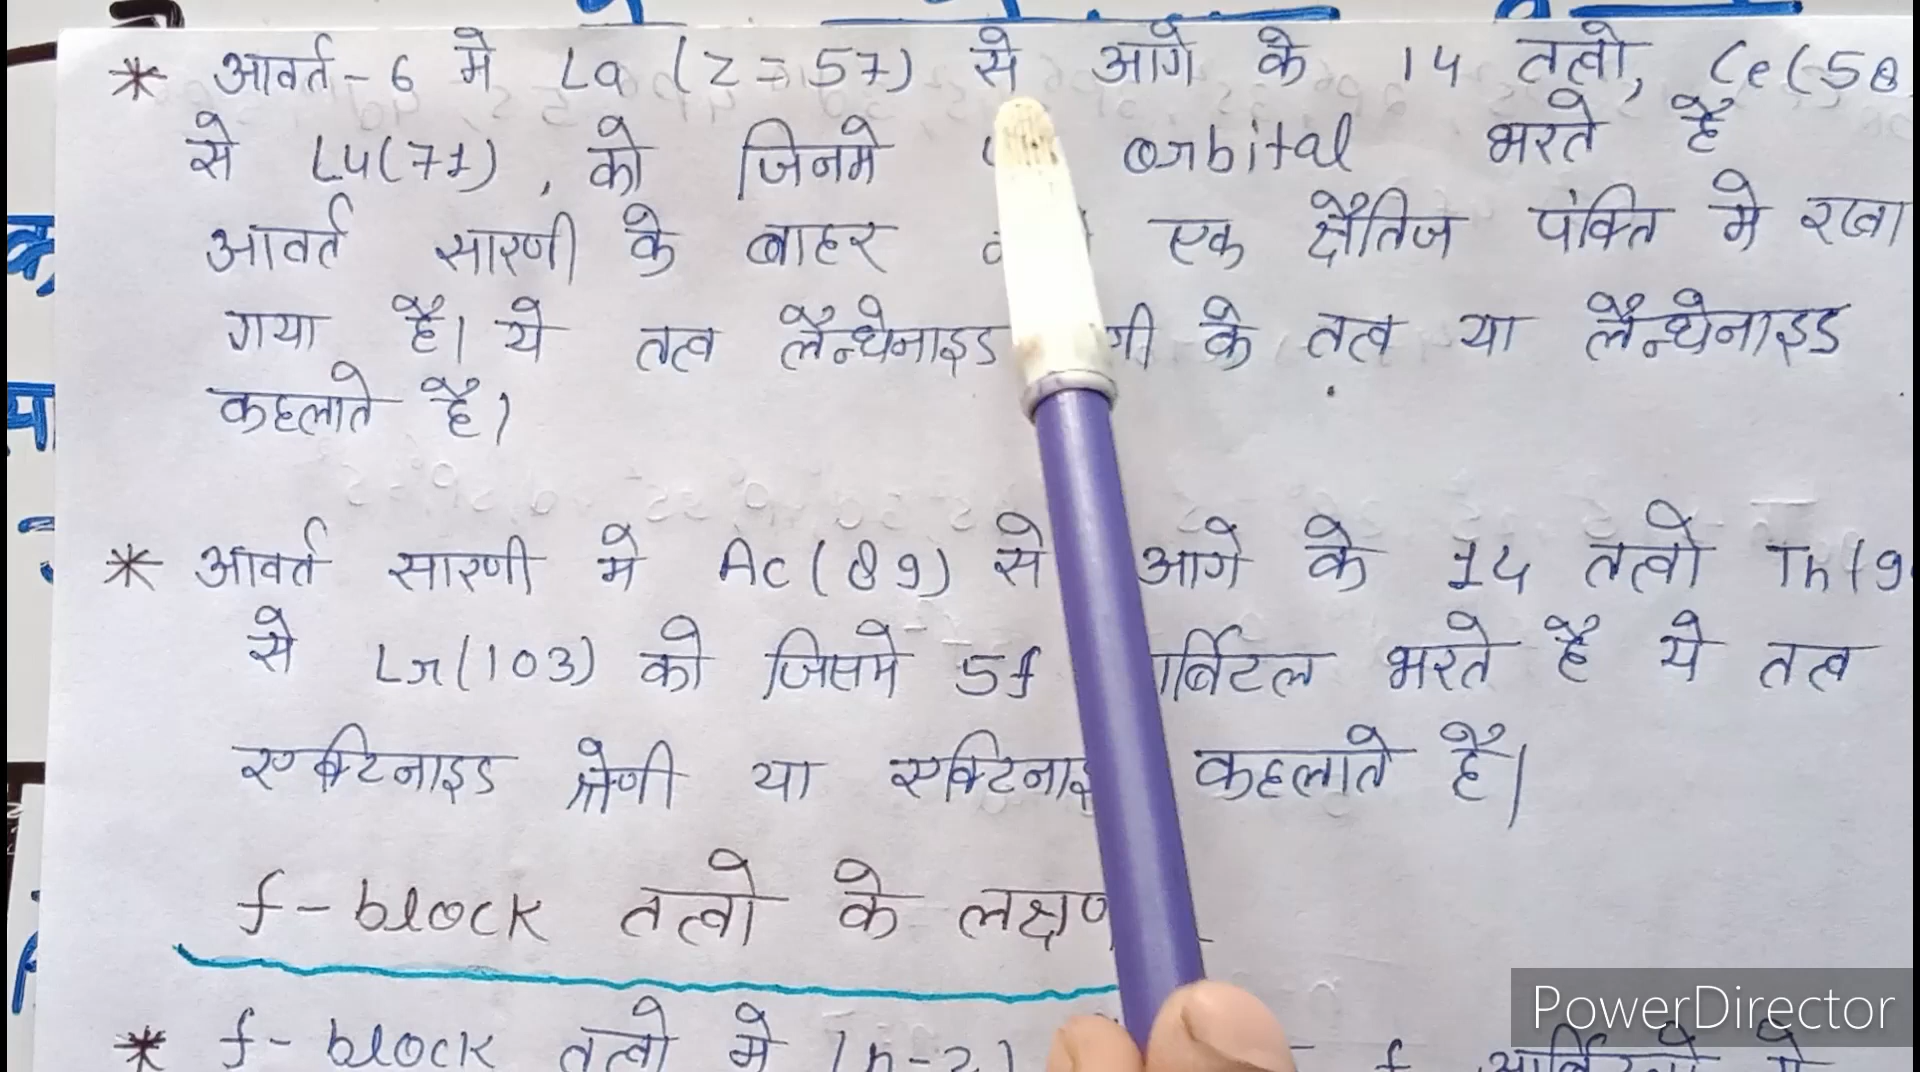 * आवर्त-6 मे La (Z=57) से आगे के 14 तत्वो, Ce(58
से Lu(71), को जिनमे orbital भरते है
आवर्त सारणी के बाहर एक क्षैतिज पंक्ति मे रखा
गया है। ये तत्व लैन्थेनाइड के तत्व या लैन्थेनाइड
कहलाते है।
* आवर्त सारणी मे Ac(89) से आगे के 14 तत्वो Th(9
से Lr(103) को जिसमे 5f र्बिटल भरते है ये तत्व
एक्टिनाइड श्रेणी या एक्टिनाइ कहलाते है।
f-block तत्वो के लक्षण
* f-block तत्वो मे (n-2) f
PowerDirector